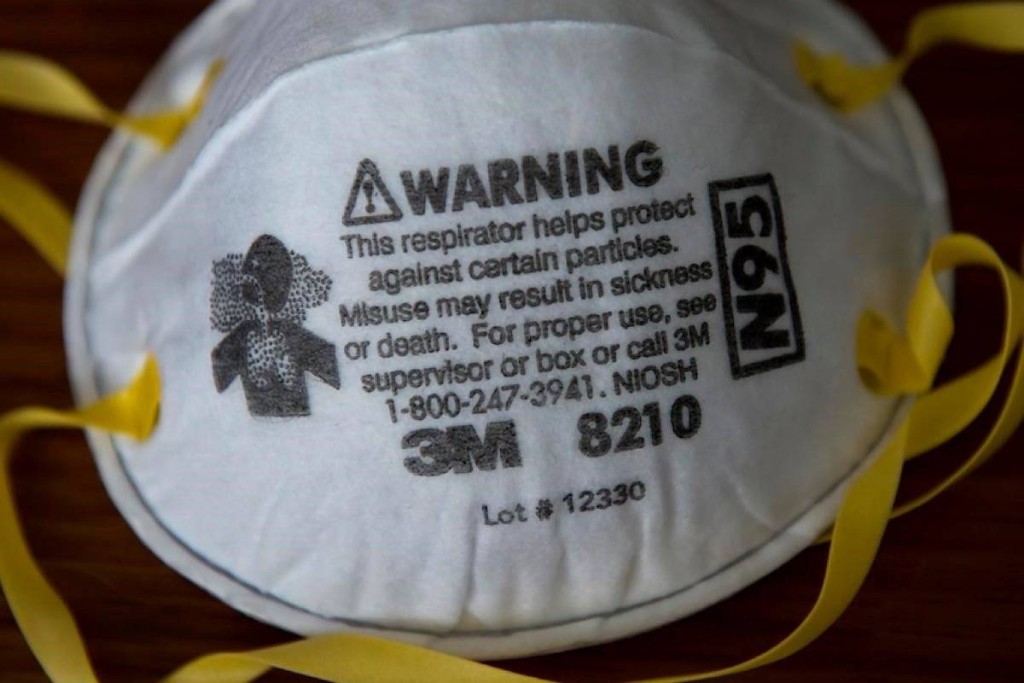 WARNING
This respirator helps protect
against certain particles.
Misuse may result in sickness
or death. For proper use, see
supervisor or box or call 3M
1-800-247-3941. NIOSH
3M 8210
Lot # 12330
N95